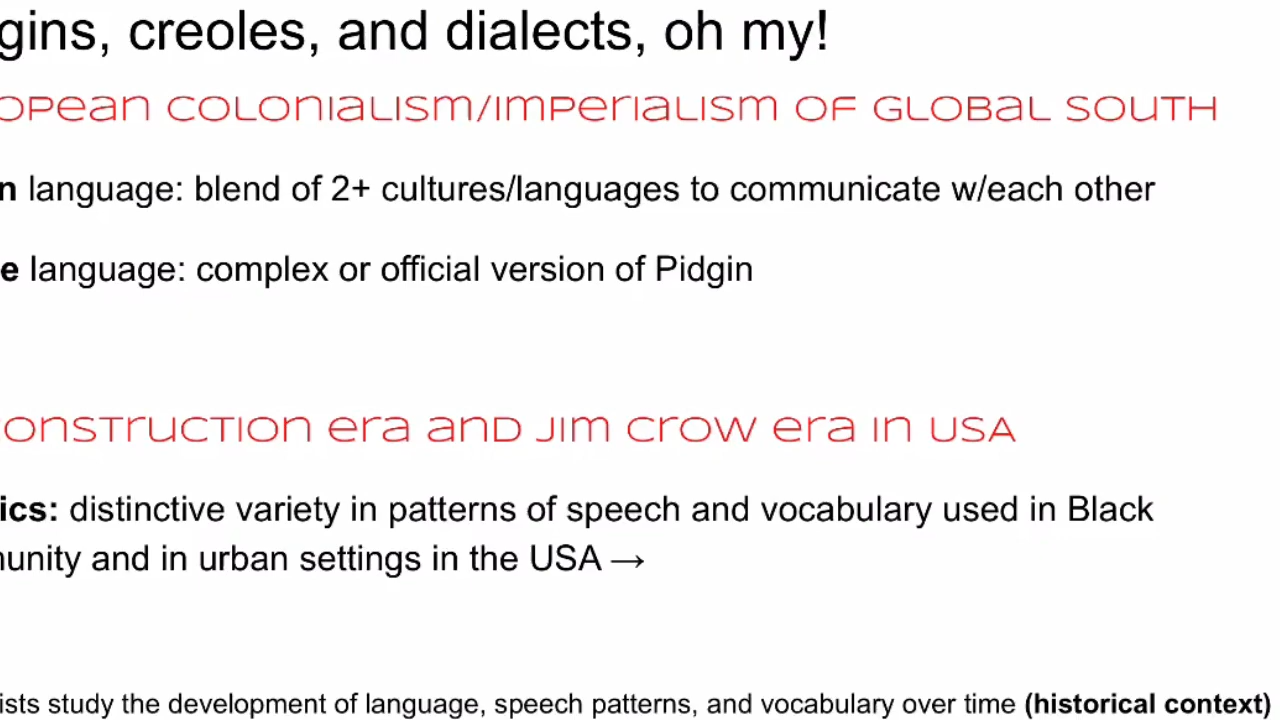 gins, creoles, and dialects, oh my!
opean colonialism/imperialism of global south
n language: blend of 2+ cultures/languages to communicate w/each other
e language: complex or official version of Pidgin
onstruction era and Jim Crow era in USA
ics: distinctive variety in patterns of speech and vocabulary used in Black
unity and in urban settings in the USA →
ists study the development of language, speech patterns, and vocabulary over time (historical context)